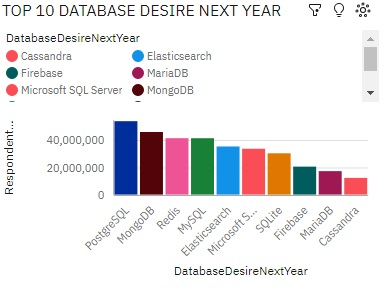 TOP 10 DATABASE DESIRE NEXT YEAR
DatabaseDesireNextYear
Cassandra
Elasticsearch
Firebase
MariaDB
Microsoft SQL Server
MongoDB
Respondent...
40,000,000
20,000,000
0
PostgreSQL
MongoDB
Redis
MySQL
Elasticsearch
Microsoft S...
SQLite
Firebase
MariaDB
Cassandra
DatabaseDesireNextYear